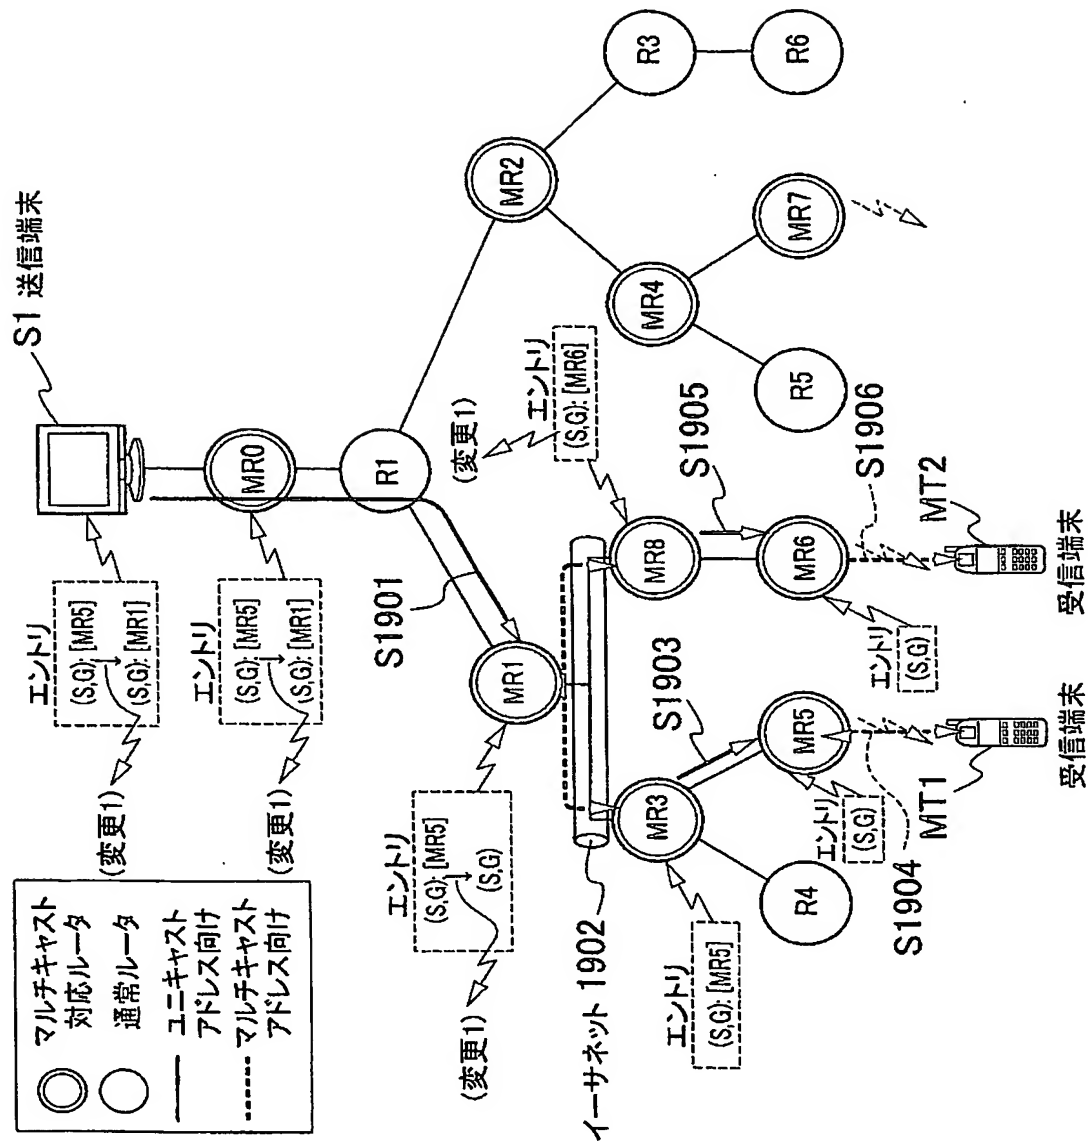 マルチキャスト
対応ルータ
通常ルータ
ユニキャスト
アドレス向け
マルチキャスト
アドレス向け
S1 送信端末
エントリ
(S,G): [MR5]
(S,G): [MR1]
(変更1)
MR0
エントリ
(S,G): [MR5]
(S,G): [MR1]
(変更1)
R1
MR2
R3
R6
MR4
MR7
R5
S1901
MR1
エントリ
(S,G): [MR5]
(S,G)
(変更1)
イーサネット 1902
エントリ
(S,G): [MR6]
(変更1)
MR8
S1905
MR6
S1906
エントリ
(S,G)
MT2
受信端末
MR3
エントリ
(S,G): [MR5]
R4
S1903
MR5
エントリ
(S,G)
S1904
MT1
受信端末